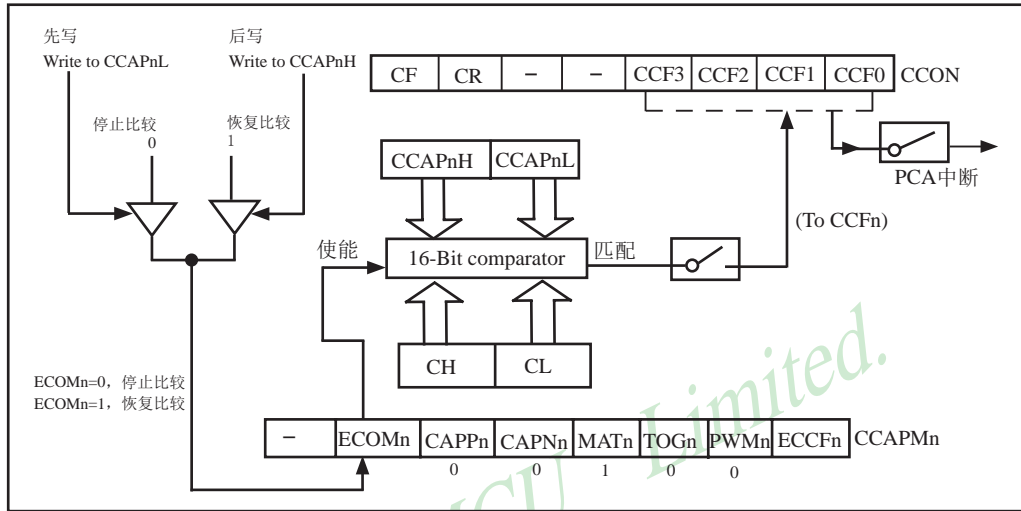 先写
Write to CCAPnL
后写
Write to CCAPnH
CF CR – – CCF3 CCF2 CCF1 CCF0 CCON
停止比较
0
恢复比较
1
CCAPnH CCAPnL
PCA中断
(To CCFn)
使能
16-Bit comparator
匹配
CH CL
ECOMn=0，停止比较
ECOMn=1，恢复比较
– ECOMn CAPPn CAPNn MATn TOGn PWMn ECCFn CCAPMn
0 0 1 0 0
MCU Limited.